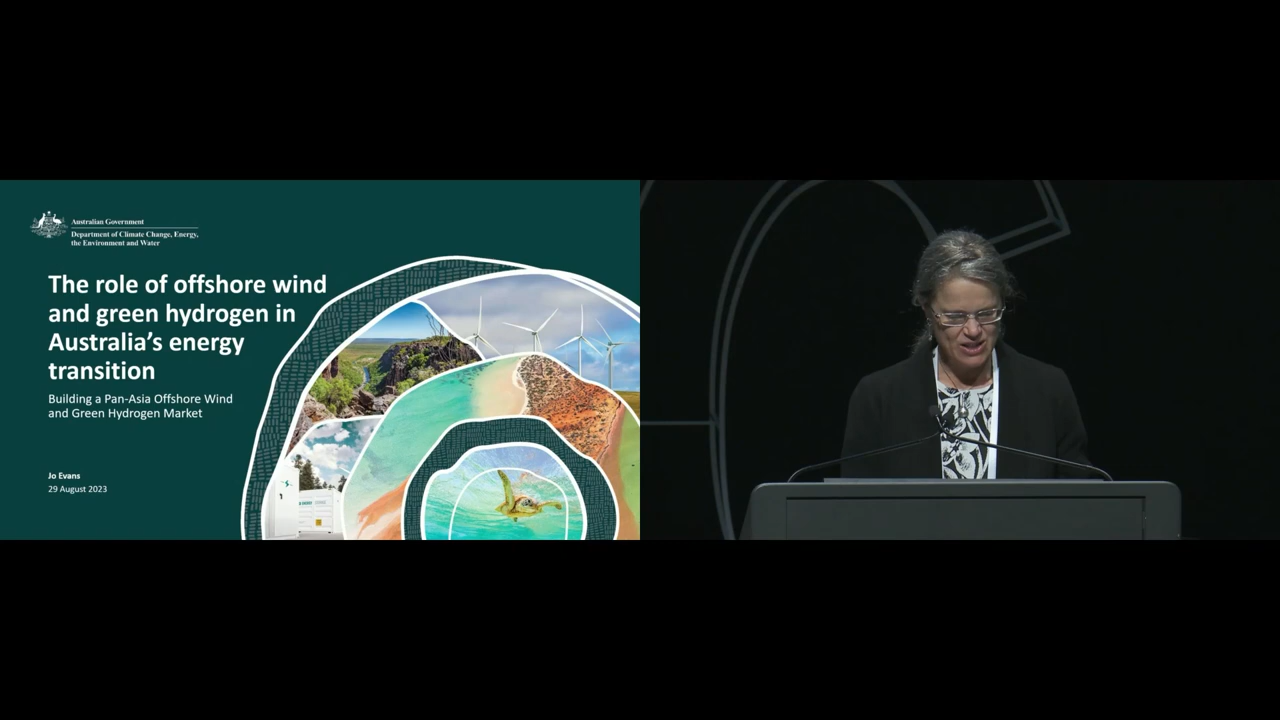 Australian Government
Department of Climate Change, Energy,
the Environment and Water
The role of offshore wind
and green hydrogen in
Australia's energy
transition
Building a Pan-Asia Offshore Wind
and Green Hydrogen Market
Jo Evans
29 August 2023